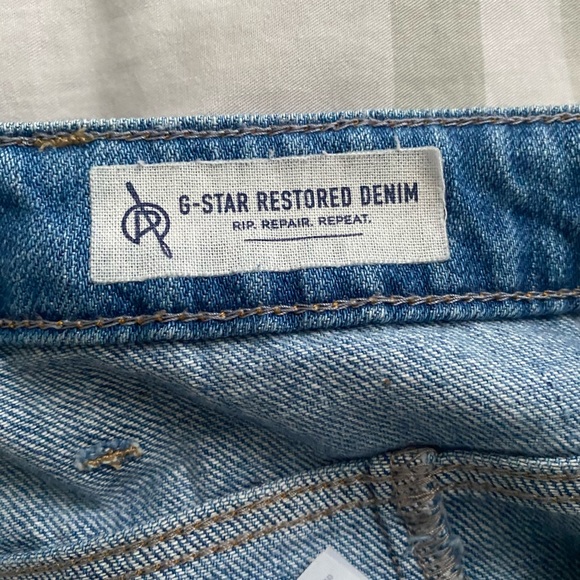 G-STAR RESTORED DENIM
RIP. REPAIR. REPEAT.